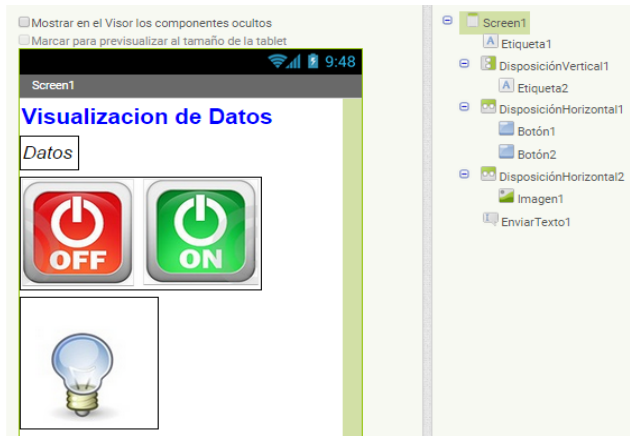 Mostrar en el Visor los componentes ocultos
Marcar para previsualizar al tamaño de la tablet
9:48
Screen1
Visualizacion de Datos
Datos
OFF
ON
Screen1
Etiqueta1
DisposiciónVertical1
Etiqueta2
DisposiciónHorizontal1
Botón1
Botón2
DisposiciónHorizontal2
Imagen1
EnviarTexto1